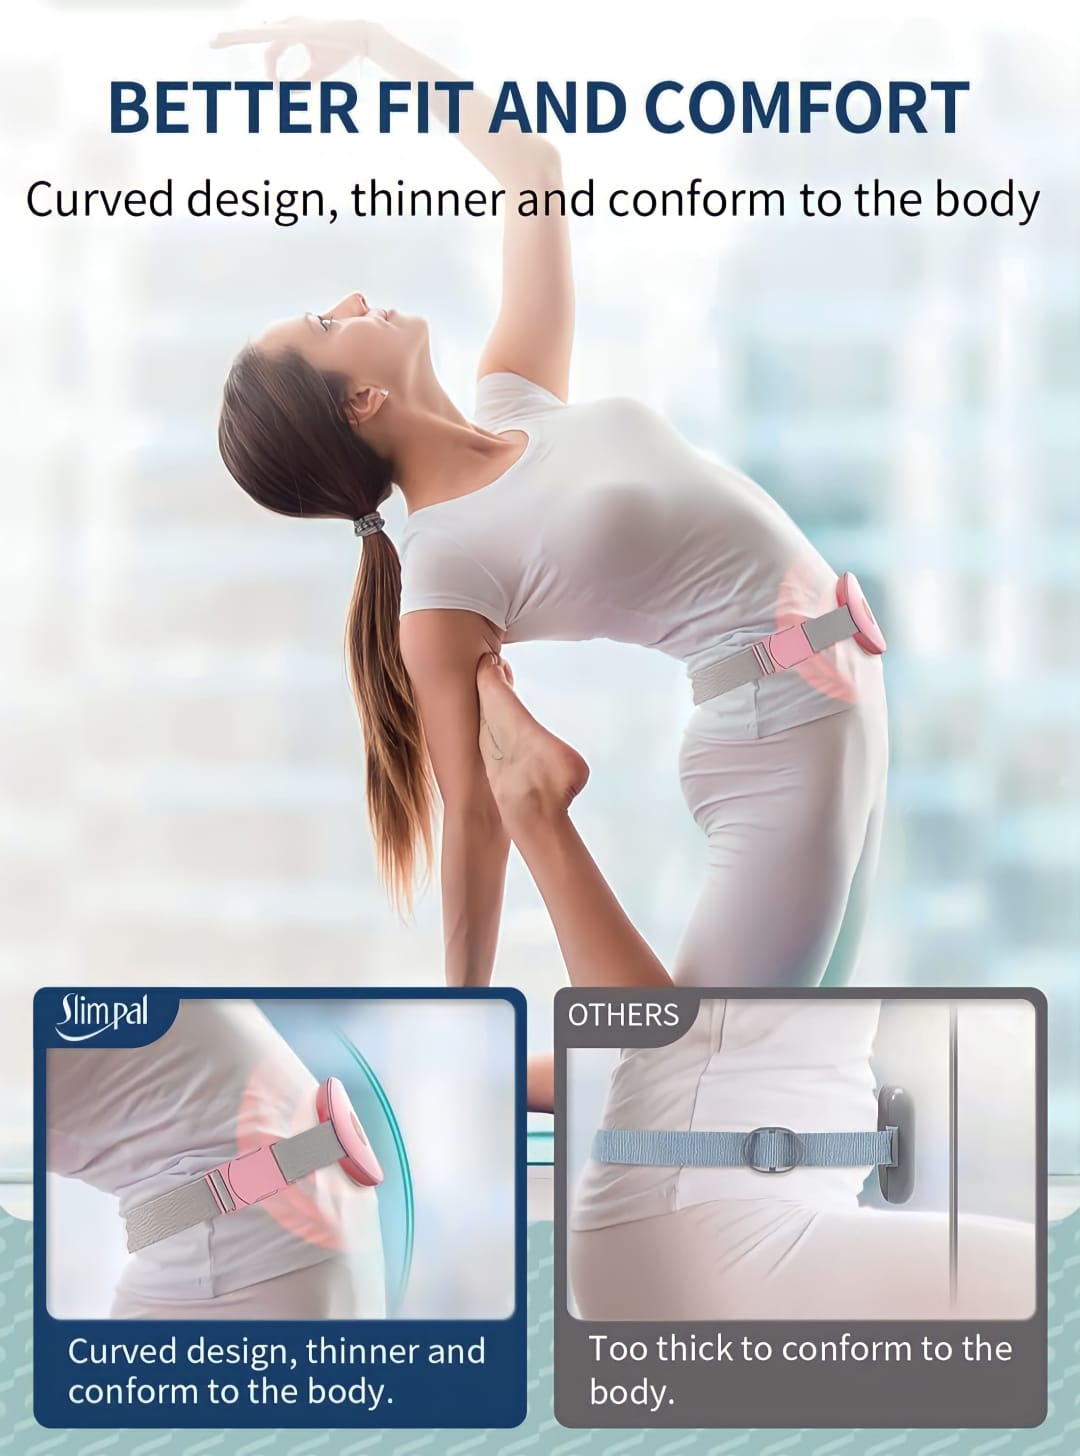 BETTER FIT AND COMFORT
Curved design, thinner and conform to the body
Slimpal
OTHERS
Curved design, thinner and
conform to the body.
Too thick to conform to the
body.